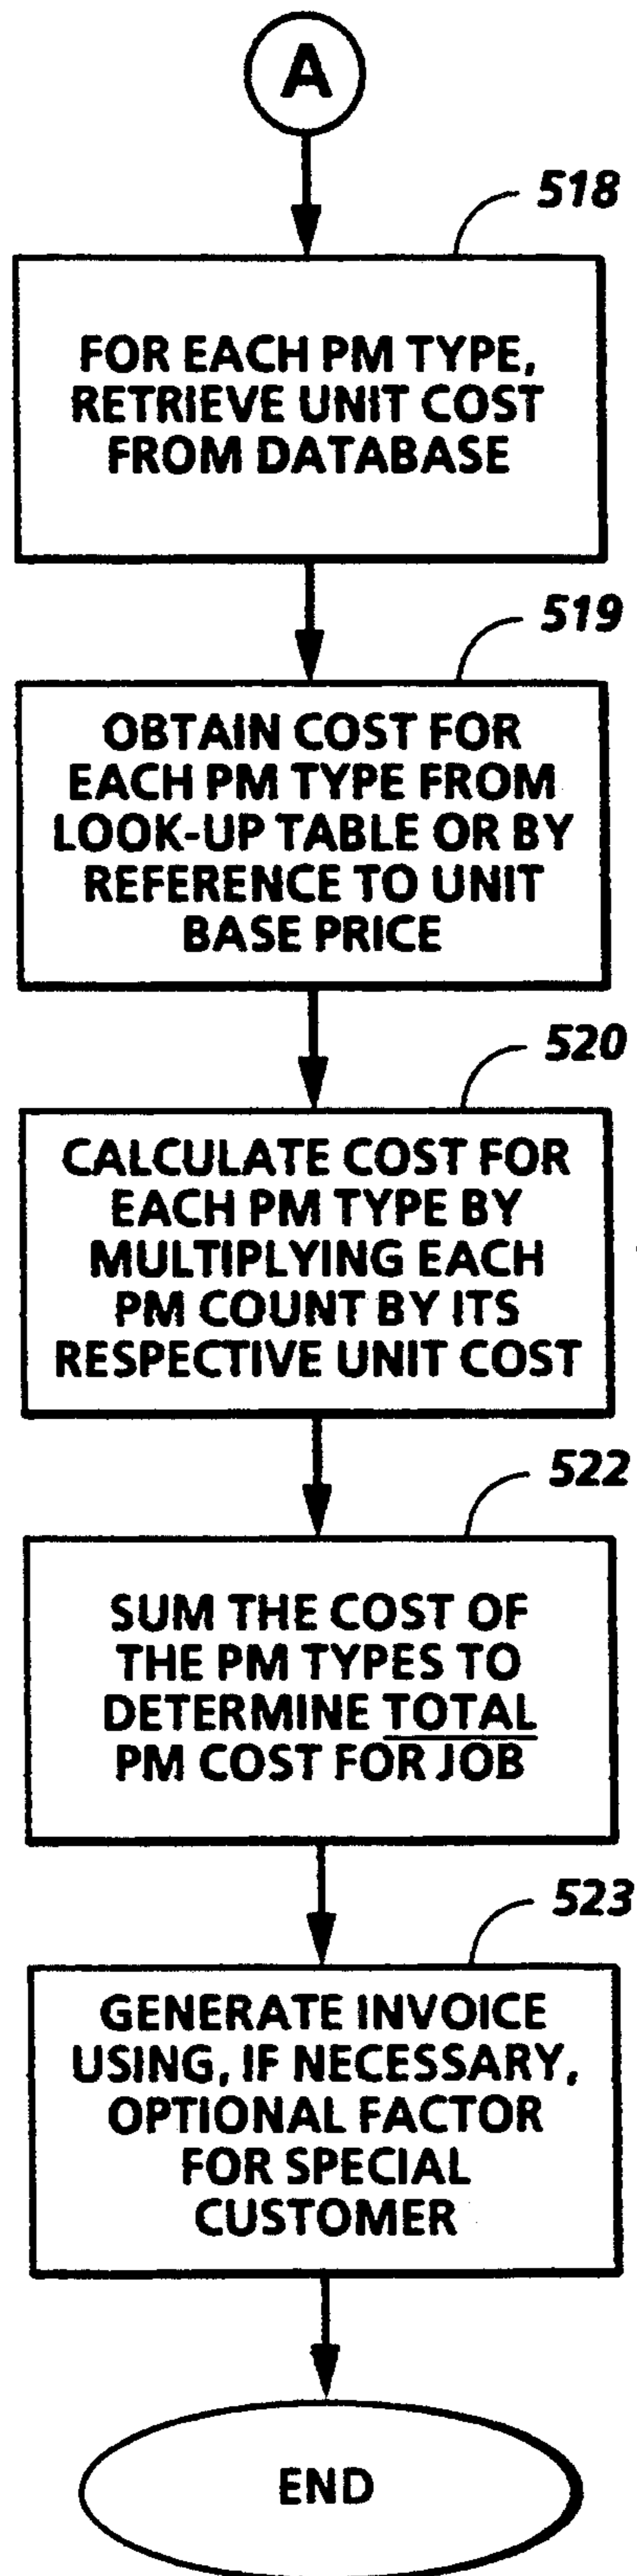 A
518
FOR EACH PM TYPE,
RETRIEVE UNIT COST
FROM DATABASE
519
OBTAIN COST FOR
EACH PM TYPE FROM
LOOK-UP TABLE OR BY
REFERENCE TO UNIT
BASE PRICE
520
CALCULATE COST FOR
EACH PM TYPE BY
MULTIPLYING EACH
PM COUNT BY ITS
RESPECTIVE UNIT COST
522
SUM THE COST OF
THE PM TYPES TO
DETERMINE TOTAL
PM COST FOR JOB
523
GENERATE INVOICE
USING, IF NECESSARY,
OPTIONAL FACTOR
FOR SPECIAL
CUSTOMER
END